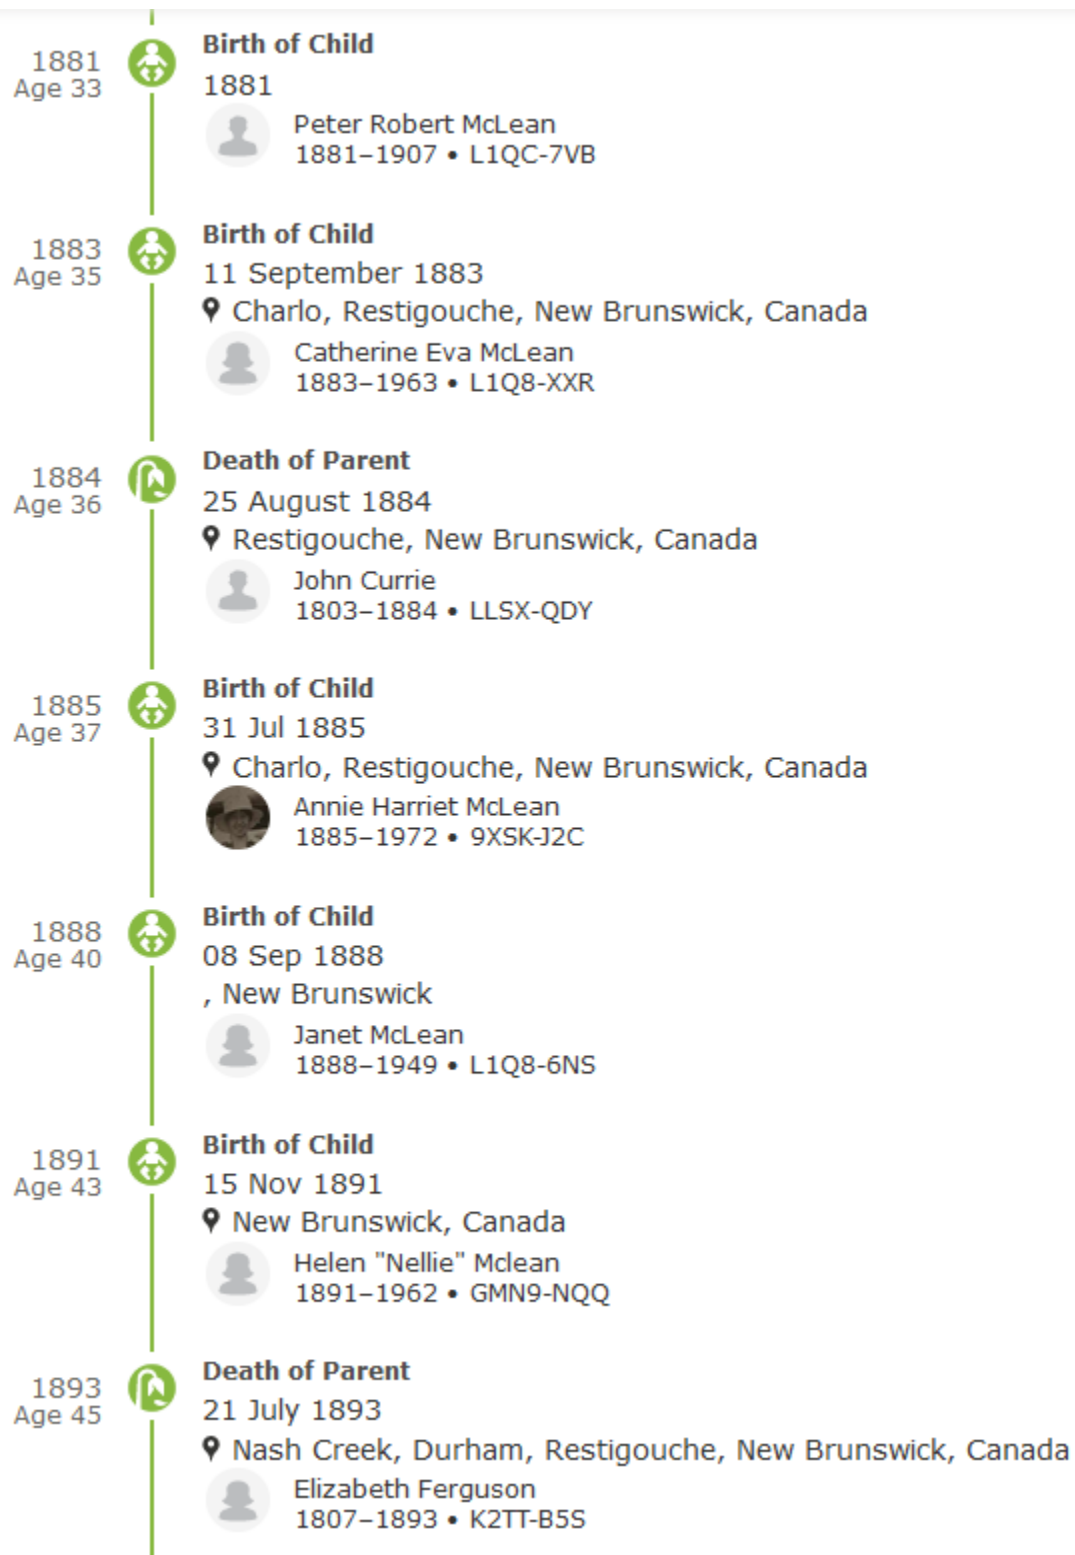 1881
Age 33
Birth of Child
1881
Peter Robert McLean
1881–1907 • L1QC-7VB
1883
Age 35
Birth of Child
11 September 1883
Charlo, Restigouche, New Brunswick, Canada
Catherine Eva McLean
1883–1963 • L1Q8-XXR
1884
Age 36
Death of Parent
25 August 1884
Restigouche, New Brunswick, Canada
John Currie
1803–1884 • LLSX-QDY
1885
Age 37
Birth of Child
31 Jul 1885
Charlo, Restigouche, New Brunswick, Canada
Annie Harriet McLean
1885–1972 • 9XSK-J2C
1888
Age 40
Birth of Child
08 Sep 1888
, New Brunswick
Janet McLean
1888–1949 • L1Q8-6NS
1891
Age 43
Birth of Child
15 Nov 1891
New Brunswick, Canada
Helen "Nellie" Mclean
1891–1962 • GMN9-NQQ
1893
Age 45
Death of Parent
21 July 1893
Nash Creek, Durham, Restigouche, New Brunswick, Canada
Elizabeth Ferguson
1807–1893 • K2TT-B5S